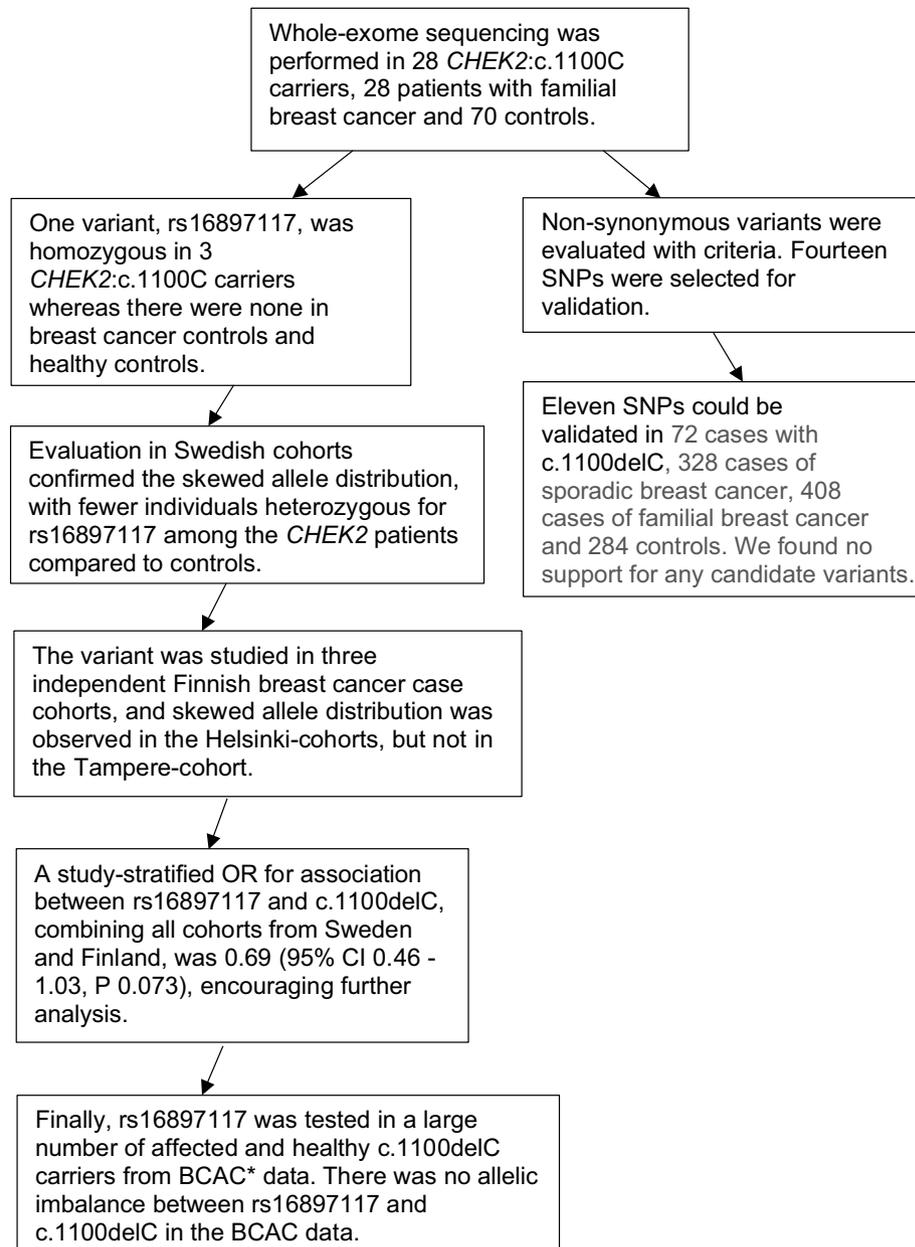 Whole-exome sequencing was
performed in 28 CHEK2:c.1100C
carriers, 28 patients with familial
breast cancer and 70 controls.
One variant, rs16897117, was
homozygous in 3
CHEK2:c.1100C carriers
whereas there were none in
breast cancer controls and
healthy controls.
Evaluation in Swedish cohorts
confirmed the skewed allele distribution,
with fewer individuals heterozygous for
rs16897117 among the CHEK2 patients
compared to controls.
The variant was studied in three
independent Finnish breast cancer case
cohorts, and skewed allele distribution was
observed in the Helsinki-cohorts, but not in
the Tampere-cohort.
A study-stratified OR for association
between rs16897117 and c.1100delC,
combining all cohorts from Sweden
and Finland, was 0.69 (95% CI 0.46 -
1.03, P 0.073), encouraging further
analysis.
Finally, rs16897117 was tested in a large
number of affected and healthy c.1100delC
carriers from BCAC* data. There was no allelic
imbalance between rs16897117 and
c.1100delC in the BCAC data.
Non-synonymous variants were
evaluated with criteria. Fourteen
SNPs were selected for
validation.
Eleven SNPs could be
validated in 72 cases with
c.1100delC, 328 cases of
sporadic breast cancer, 408
cases of familial breast cancer
and 284 controls. We found no
support for any candidate variants.